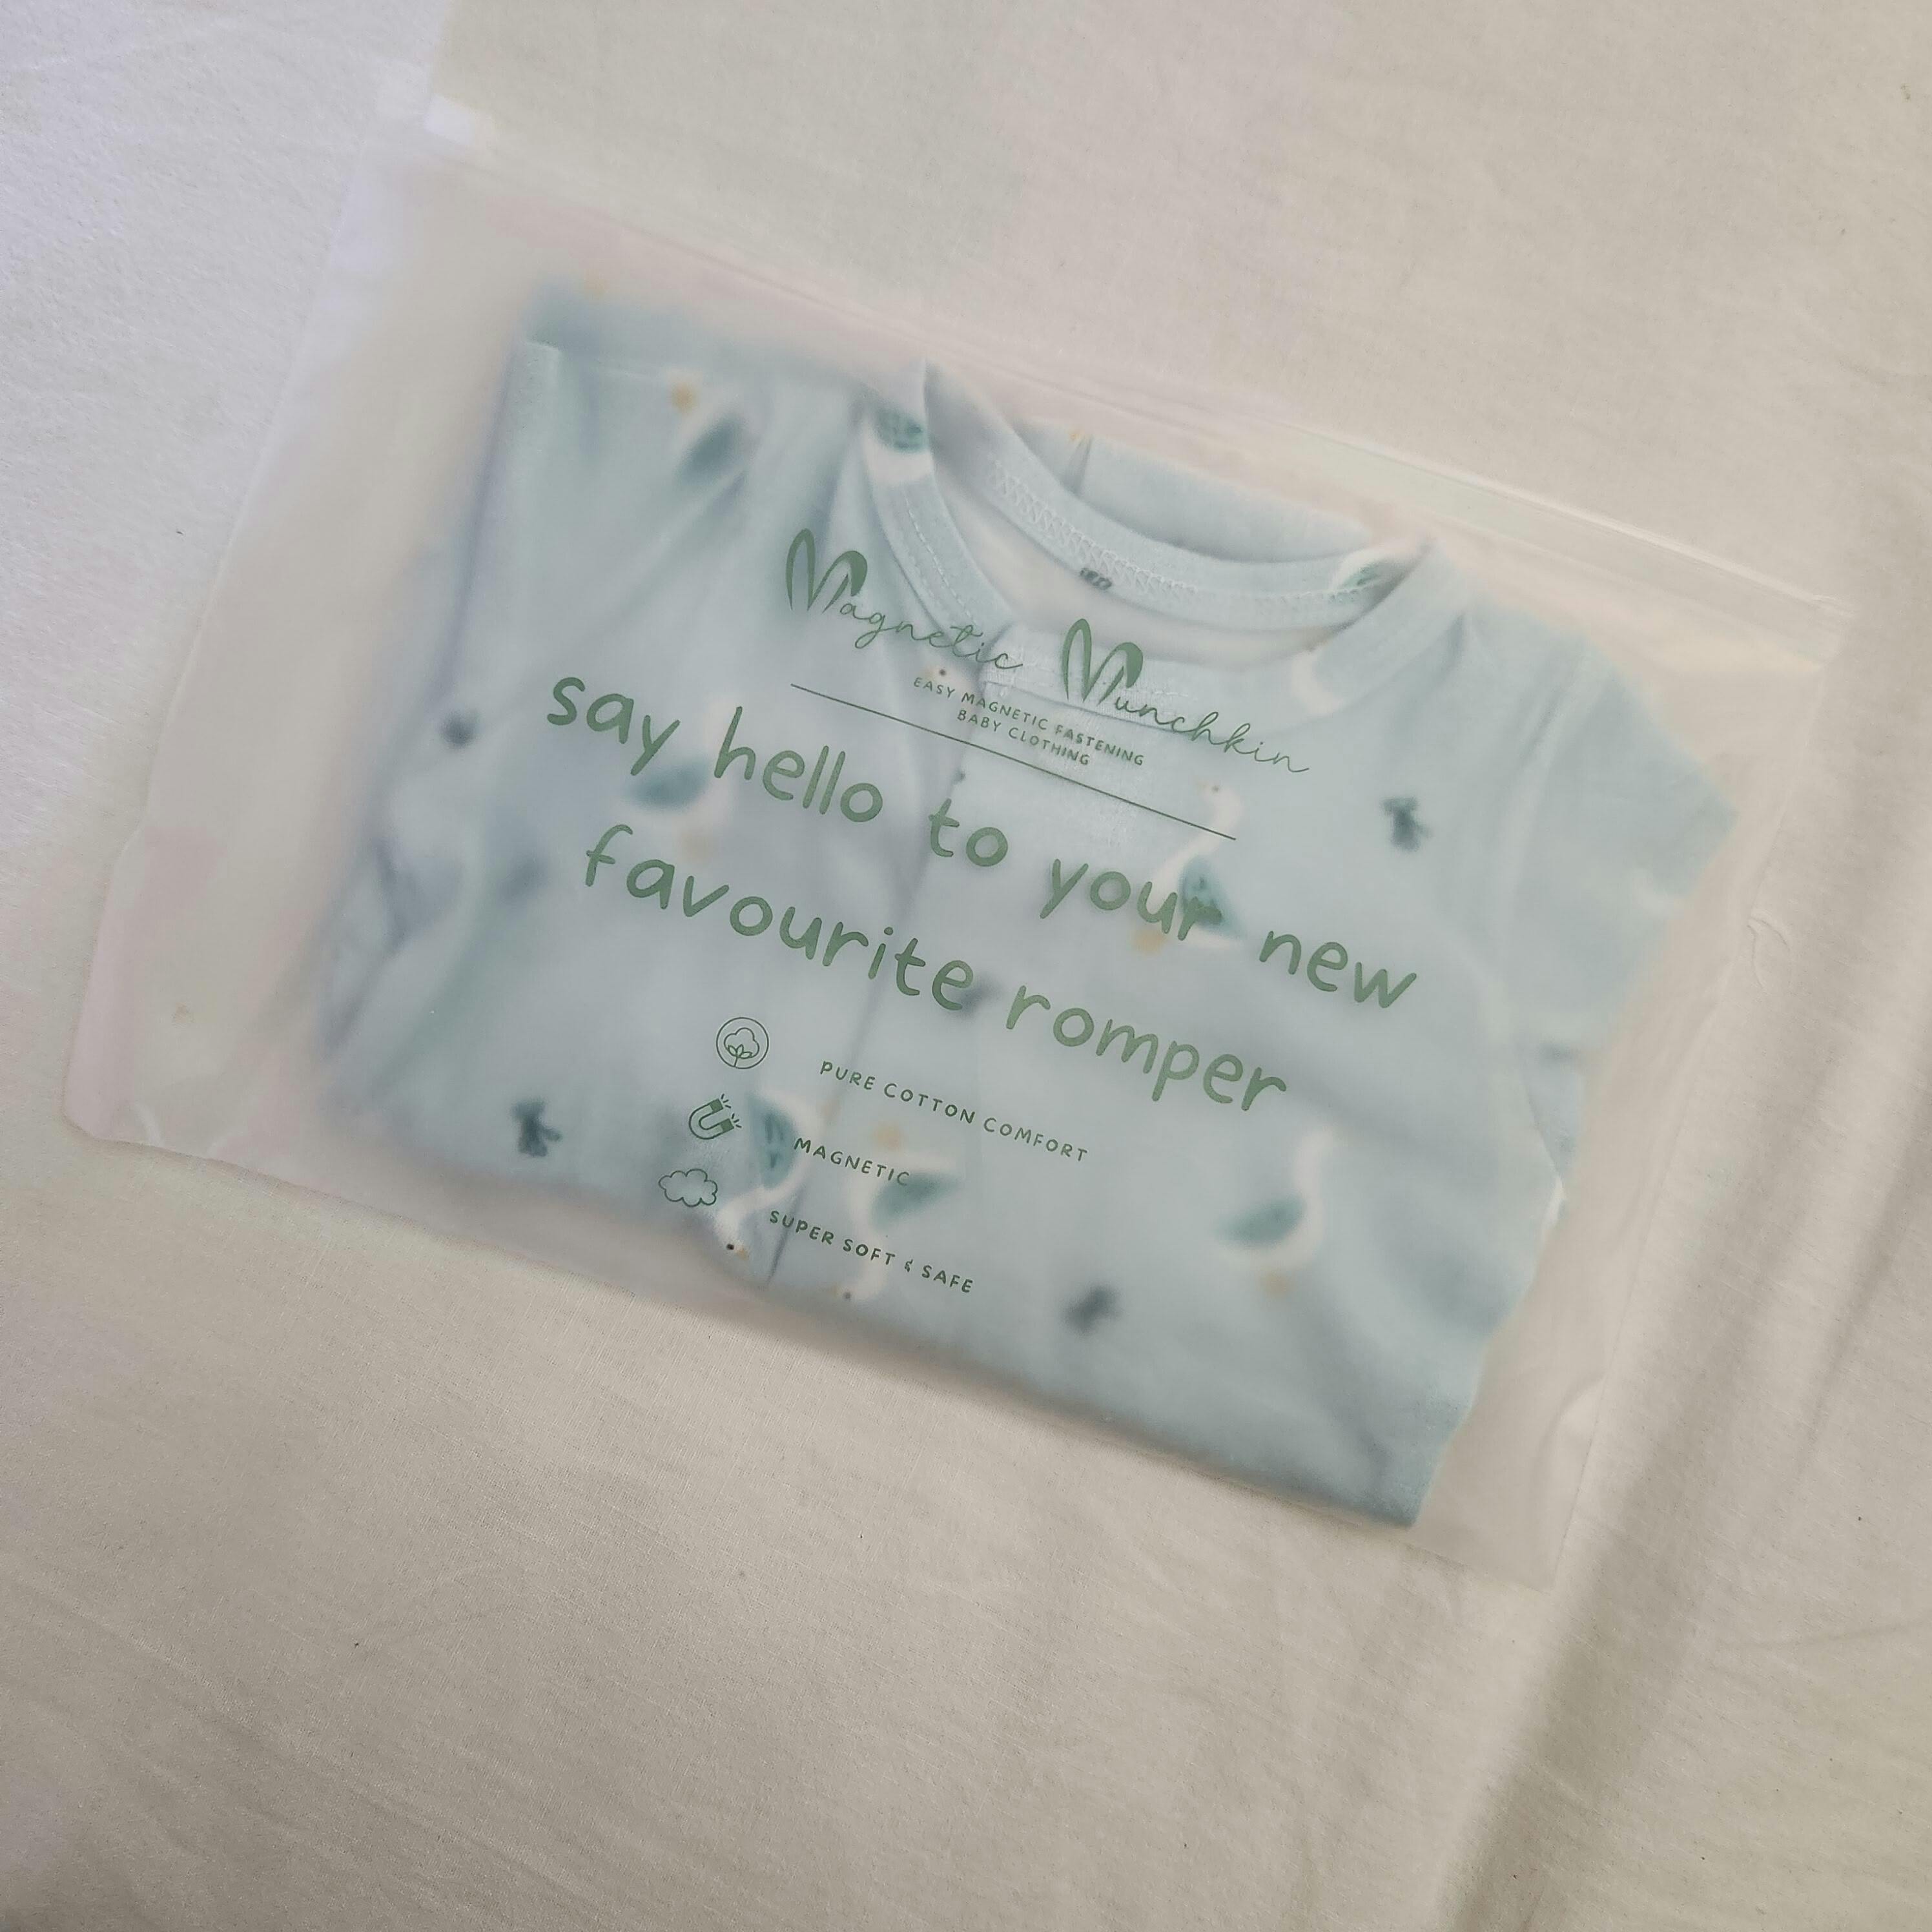 Magnetic Munchkin
EASY MAGNETIC FASTENING
BABY CLOTHING
say hello to your new
favourite romper
PURE COTTON COMFORT
MAGNETIC
SUPER SOFT & SAFE